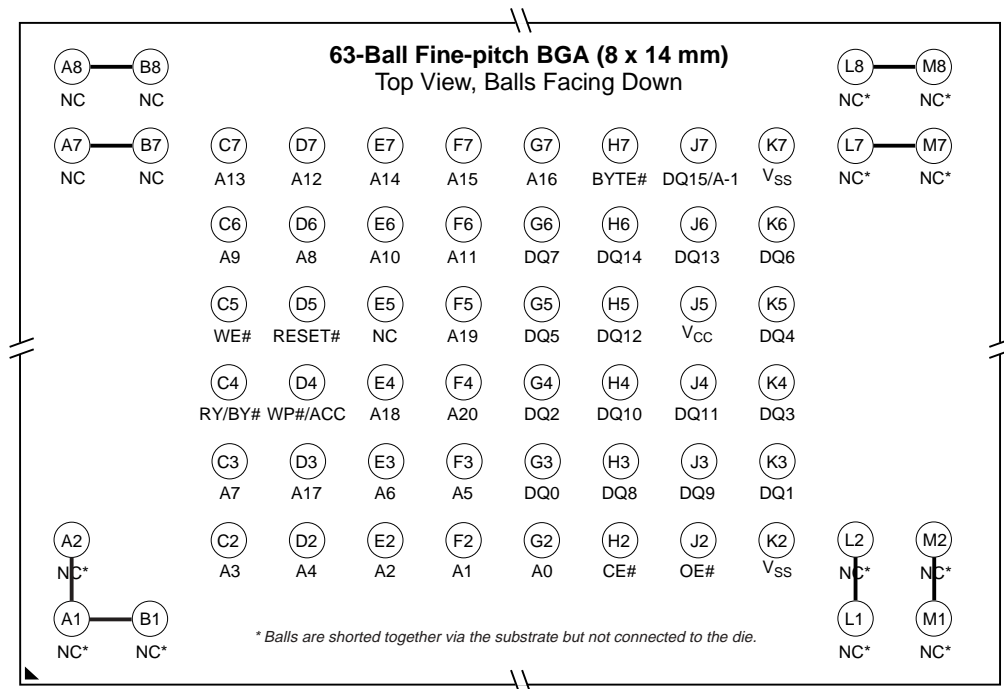 63-Ball Fine-pitch BGA (8 x 14 mm)
Top View, Balls Facing Down
A8 B8 L8 M8
NC NC NC* NC*
A7 B7 C7 D7 E7 F7 G7 H7 J7 K7 L7 M7
NC NC A13 A12 A14 A15 A16 BYTE# DQ15/A-1 VSS NC* NC*
C6 D6 E6 F6 G6 H6 J6 K6
A9 A8 A10 A11 DQ7 DQ14 DQ13 DQ6
C5 D5 E5 F5 G5 H5 J5 K5
WE# RESET# NC A19 DQ5 DQ12 VCC DQ4
C4 D4 E4 F4 G4 H4 J4 K4
RY/BY# WP#/ACC A18 A20 DQ2 DQ10 DQ11 DQ3
C3 D3 E3 F3 G3 H3 J3 K3
A7 A17 A6 A5 DQ0 DQ8 DQ9 DQ1
A2 C2 D2 E2 F2 G2 H2 J2 K2 L2 M2
NC* A3 A4 A2 A1 A0 CE# OE# VSS NC* NC*
A1 B1 L1 M1
NC* NC* NC* NC*
* Balls are shorted together via the substrate but not connected to the die.